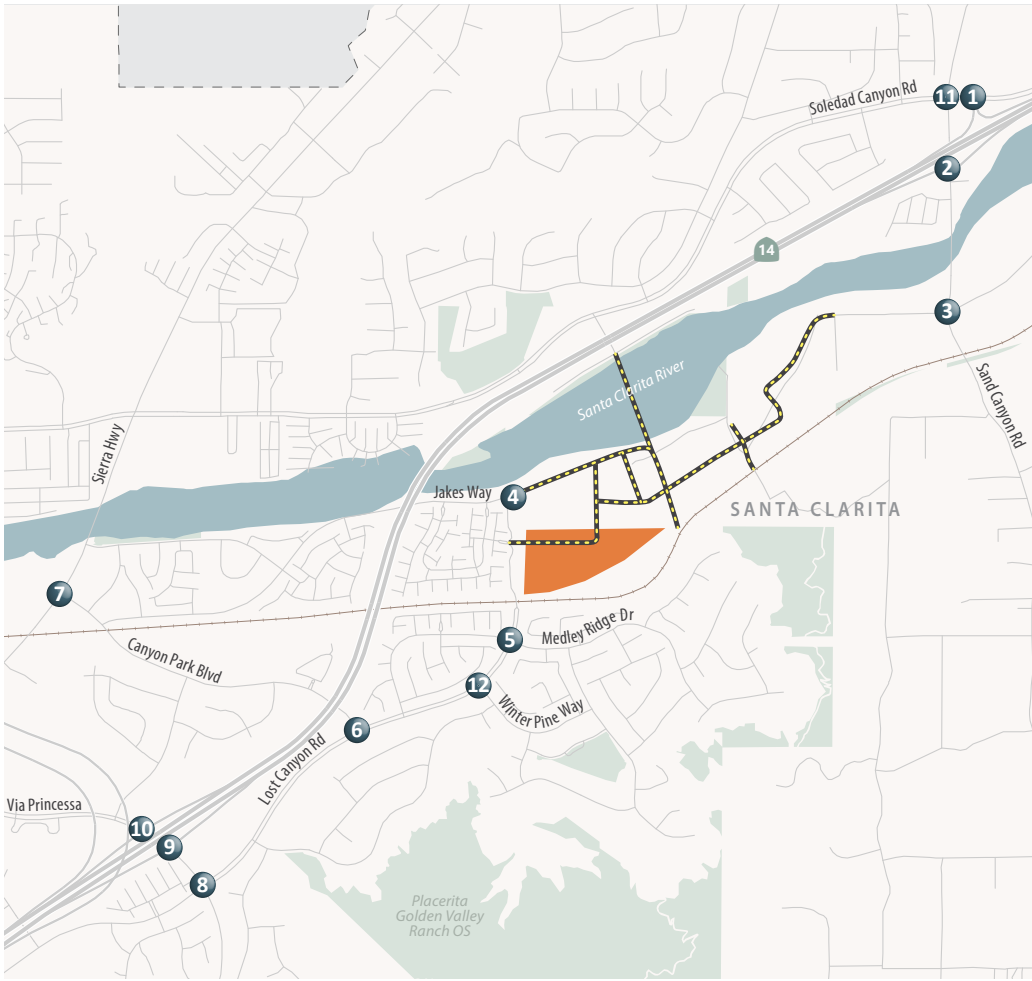 Soledad Canyon Rd
11
1
2
14
3
Santa Clarita River
Sand Canyon Rd
Sierra Hwy
Jakes Way
4
SANTA CLARITA
7
5
Medley Ridge Dr
Canyon Park Blvd
12
Winter Pine Way
6
Lost Canyon Rd
Via Princessa
10
9
8
Placerita
Golden Valley
Ranch OS